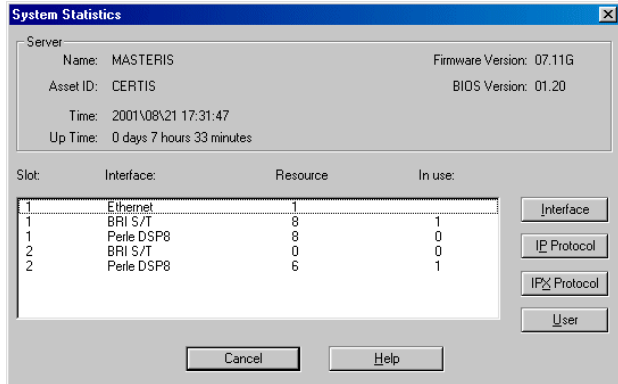 System Statistics
Server
Name: MASTERIS Firmware Version: 07.11G
Asset ID: CERTIS BIOS Version: 01.20
Time: 2001\08\21 17:31:47
Up Time: 0 days 7 hours 33 minutes
Slot: Interface: Resource In use:
1 Ethernet 1
1 BRI S/T 8 1
1 Perle DSP8 8 0
2 BRI S/T 0 0
2 Perle DSP8 6 1
Interface
IP Protocol
IPX Protocol
User
Cancel Help